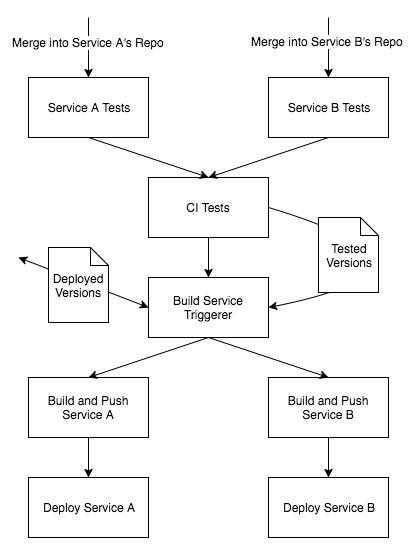 Merge into Service A's Repo
Merge into Service B's Repo
Service A Tests
Service B Tests
CI Tests
Tested
Versions
Deployed
Versions
Build Service
Triggerer
Build and Push
Service A
Build and Push
Service B
Deploy Service A
Deploy Service B